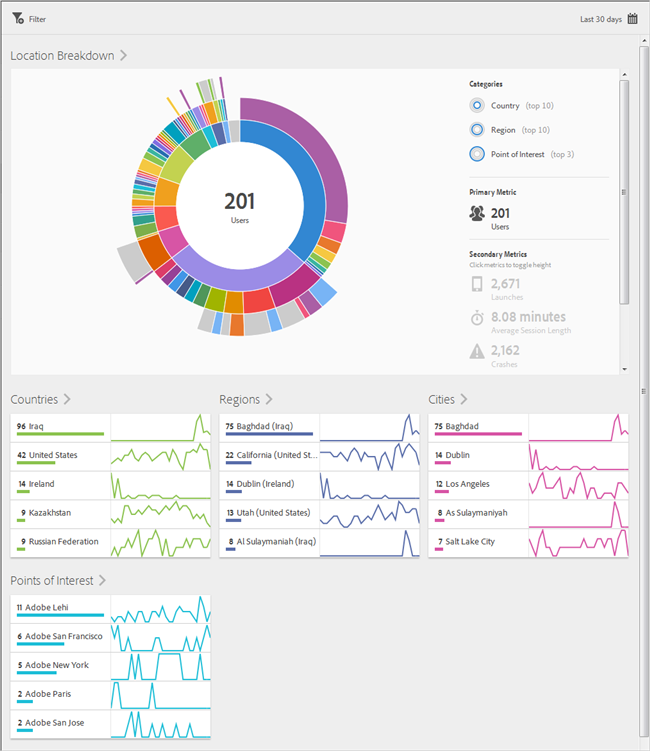 Filter
Last 30 days
Location Breakdown
201
Users
Categories
Country (top 10)
Region (top 10)
Point of Interest (top 3)
Primary Metric
201
Users
Secondary Metrics
Click metrics to toggle height
2,671
Launches
8.08 minutes
Average Session Length
2,162
Crashes
Countries
96 Iraq
42 United States
14 Ireland
9 Kazakhstan
9 Russian Federation
Regions
75 Baghdad (Iraq)
22 California (United St...
14 Dublin (Ireland)
13 Utah (United States)
8 Al Sulaymaniah (Iraq)
Cities
75 Baghdad
14 Dublin
12 Los Angeles
8 As Sulaymaniyah
7 Salt Lake City
Points of Interest
11 Adobe Lehi
6 Adobe San Francisco
5 Adobe New York
2 Adobe Paris
2 Adobe San Jose